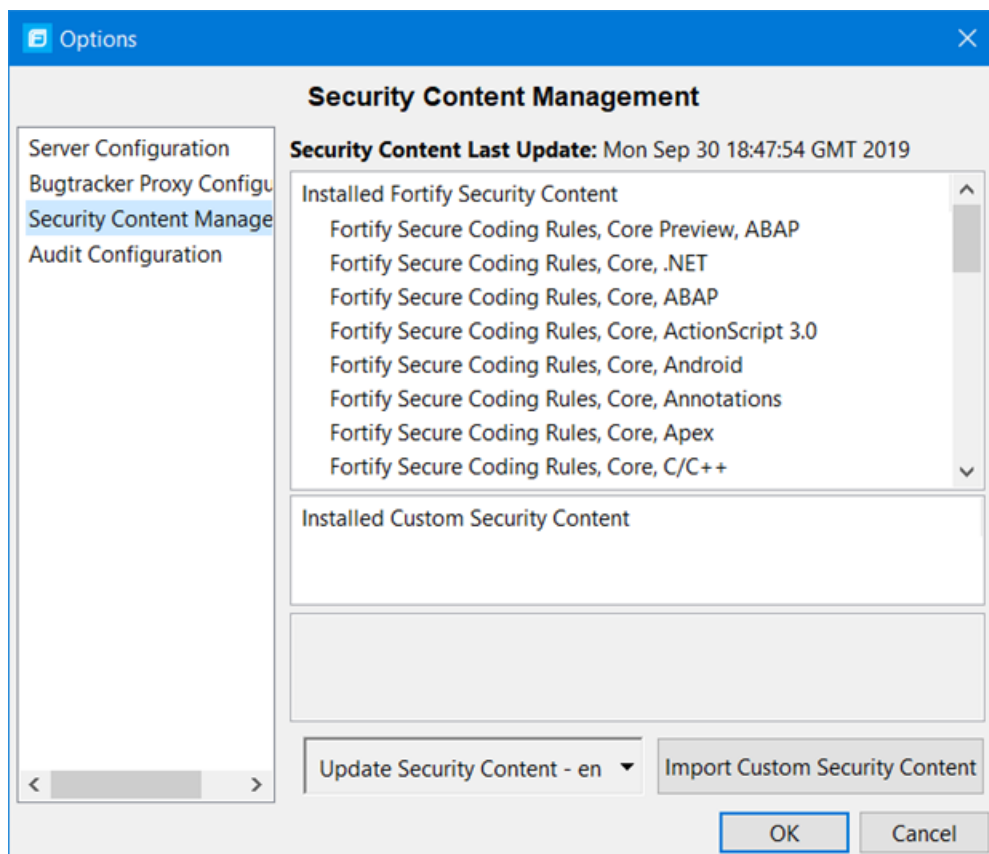 Options
Security Content Management
Server Configuration
Bugtracker Proxy Configu
Security Content Manage
Audit Configuration
Security Content Last Update: Mon Sep 30 18:47:54 GMT 2019
Installed Fortify Security Content
Fortify Secure Coding Rules, Core Preview, ABAP
Fortify Secure Coding Rules, Core, .NET
Fortify Secure Coding Rules, Core, ABAP
Fortify Secure Coding Rules, Core, ActionScript 3.0
Fortify Secure Coding Rules, Core, Android
Fortify Secure Coding Rules, Core, Annotations
Fortify Secure Coding Rules, Core, Apex
Fortify Secure Coding Rules, Core, C/C++
Installed Custom Security Content
Update Security Content - en
Import Custom Security Content
OK
Cancel